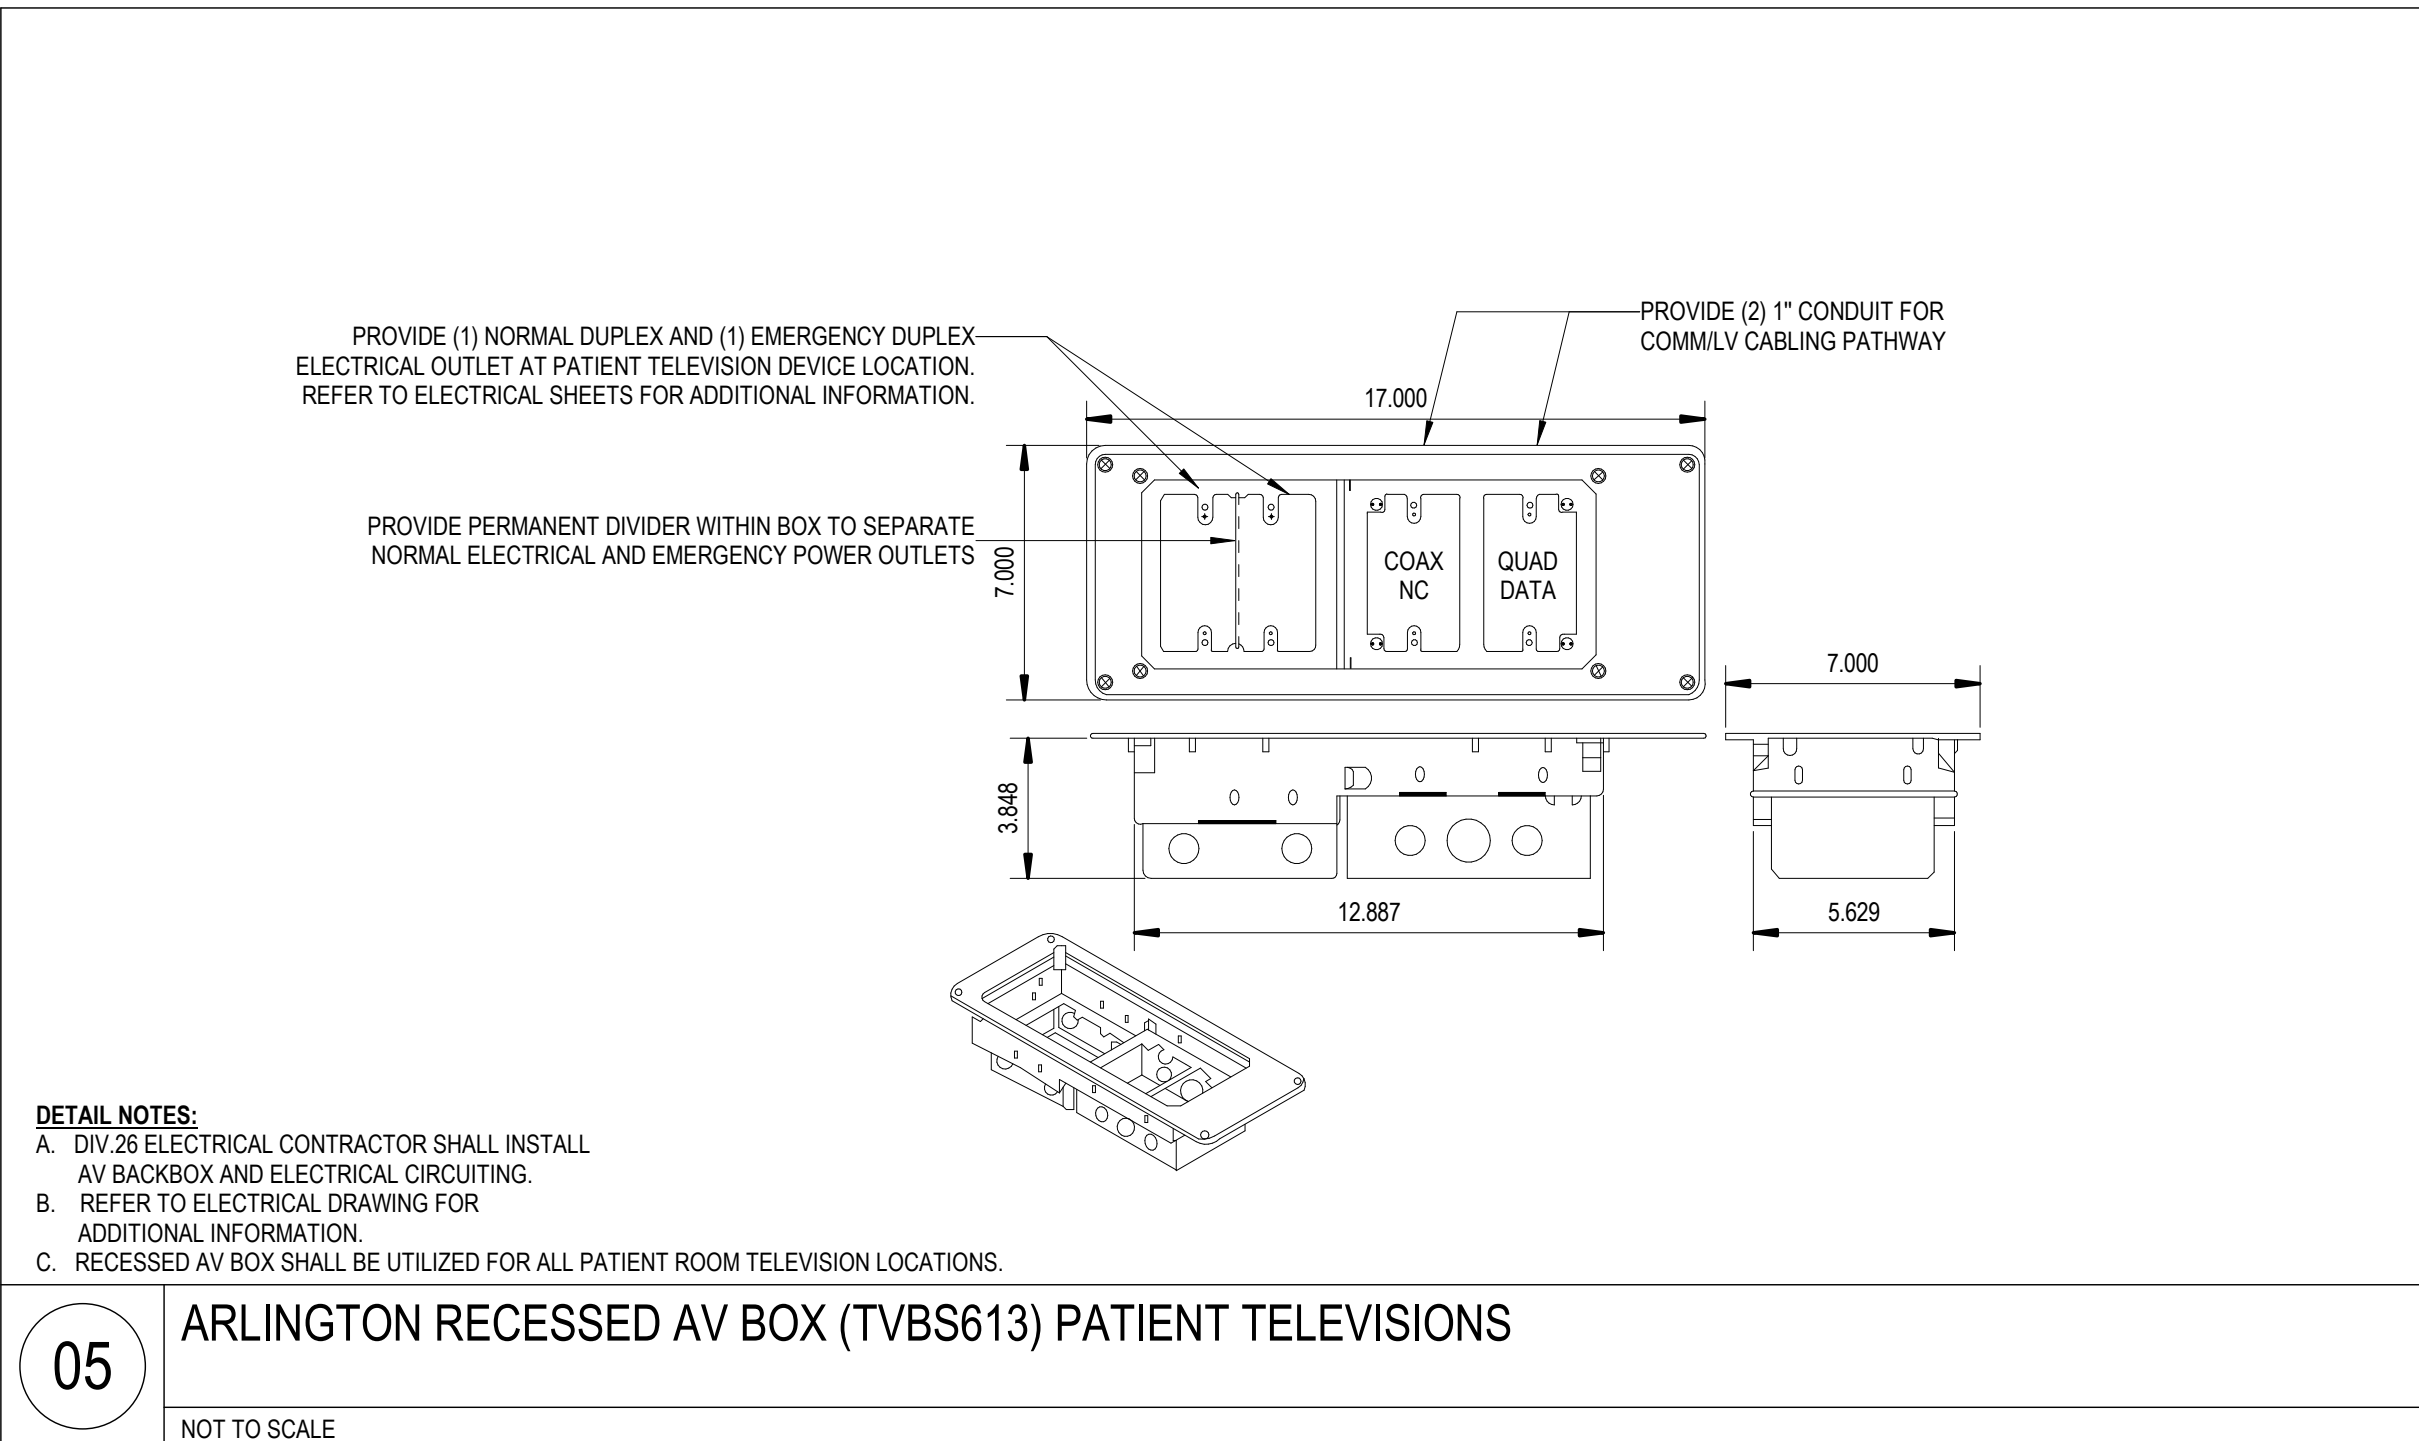 PROVIDE (1) NORMAL DUPLEX AND (1) EMERGENCY DUPLEX
ELECTRICAL OUTLET AT PATIENT TELEVISION DEVICE LOCATION.
REFER TO ELECTRICAL SHEETS FOR ADDITIONAL INFORMATION.
PROVIDE (2) 1" CONDUIT FOR
COMM/LV CABLING PATHWAY
17.000
PROVIDE PERMANENT DIVIDER WITHIN BOX TO SEPARATE
NORMAL ELECTRICAL AND EMERGENCY POWER OUTLETS
7.000
COAX
NC
QUAD
DATA
7.000
3.848
12.887
5.629
DETAIL NOTES:
A. DIV.26 ELECTRICAL CONTRACTOR SHALL INSTALL
AV BACKBOX AND ELECTRICAL CIRCUITING.
B. REFER TO ELECTRICAL DRAWING FOR
ADDITIONAL INFORMATION.
C. RECESSED AV BOX SHALL BE UTILIZED FOR ALL PATIENT ROOM TELEVISION LOCATIONS.
05
ARLINGTON RECESSED AV BOX (TVBS613) PATIENT TELEVISIONS
NOT TO SCALE